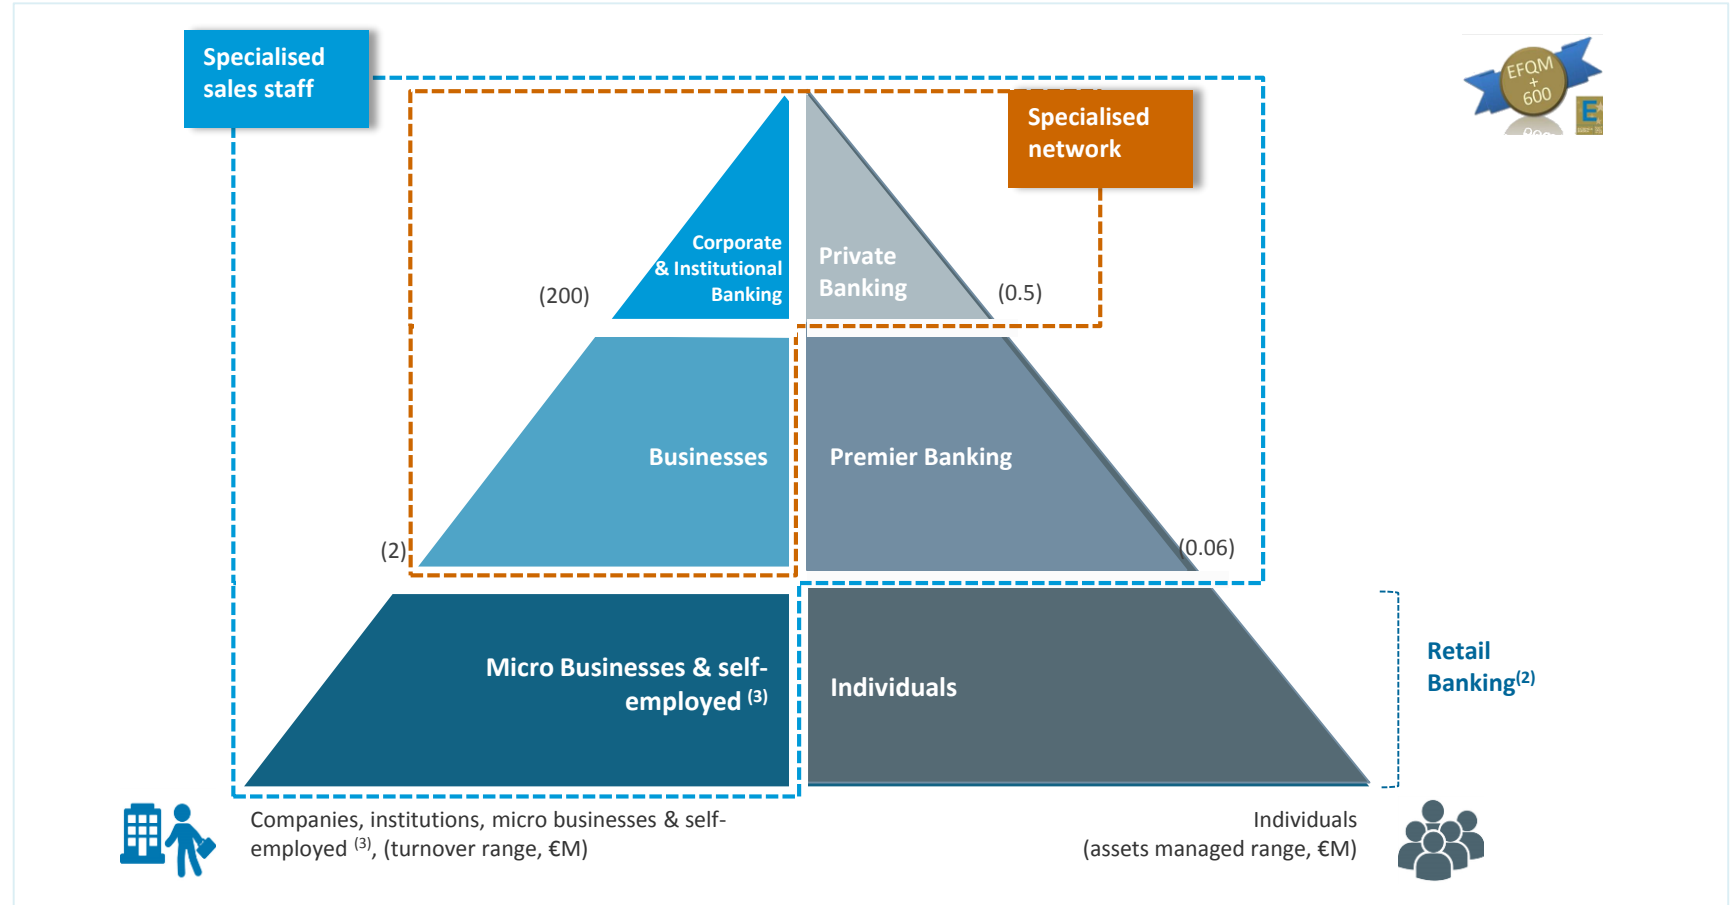 Specialised
sales staff
EFQM
+
600
E
Specialised
network
Corporate
& Institutional
Banking
Private
Banking
(200)
(0.5)
Businesses
Premier Banking
(2)
(0.06)
Micro Businesses & self-
employed (3)
Individuals
Retail
Banking(2)
Companies, institutions, micro businesses & self-
employed (3), (turnover range, €M)
Individuals
(assets managed range, €M)